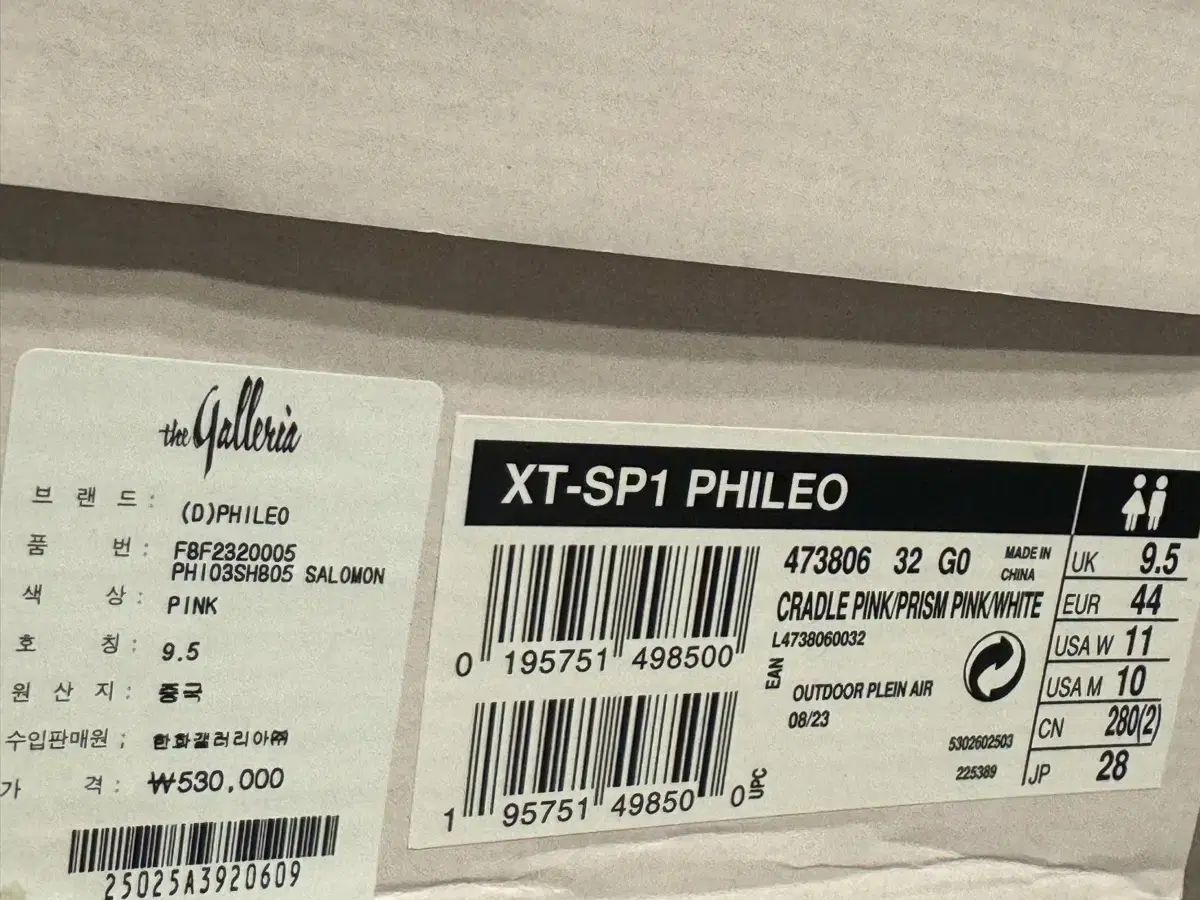 the Galleria
브 랜 드 : (D)PHILEO
품 번 : F8F2320005
PHI03SH805 SALOMON
색 상 : PINK
호 칭 : 9.5
원 산 지 : 중국
수입판매원 ; 한화갤러리아㈜
가 격 : ₩530,000
25025A3920609
XT-SP1 PHILEO
0 195751 498500
EAN
1 95751 49850 0
UPC
473806 32 G0
MADE IN
CHINA
CRADLE PINK/PRISM PINK/WHITE
L4738060032
OUTDOOR PLEIN AIR
08/23
5302602503
225389
UK 9.5
EUR 44
USA W 11
USA M 10
CN 280(2)
JP 28